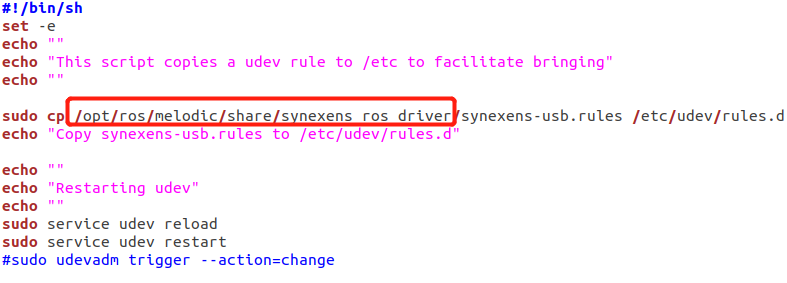 #!/bin/sh
set -e
echo ""
echo "This script copies a udev rule to /etc to facilitate bringing"
echo ""
sudo cp /opt/ros/melodic/share/synexens_ros_driver/synexens-usb.rules /etc/udev/rules.d
echo "Copy synexens-usb.rules to /etc/udev/rules.d"
echo ""
echo "Restarting udev"
echo ""
sudo service udev reload
sudo service udev restart
#sudo udevadm trigger --action=change